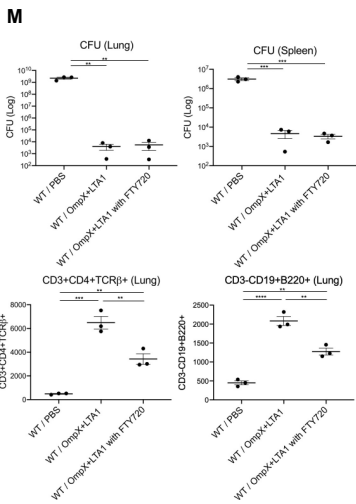 M
CFU (Lung)
**
**
CFU (Log)
10¹⁰
10⁹
10⁸
10⁷
10⁶
10⁵
10⁴
10³
10²
WT / PBS
WT / OmpX+LTA1
WT / OmpX+LTA1 with FTY720
CFU (Spleen)
***
***
CFU (Log)
10⁷
10⁶
10⁵
10⁴
10³
10²
WT / PBS
WT / OmpX+LTA1
WT / OmpX+LTA1 with FTY720
CD3+CD4+TCRβ+ (Lung)
**
***
**
CD3+CD4+TCRβ+
8000
6000
4000
2000
0
WT / PBS
WT / OmpX+LTA1
WT / OmpX+LTA1 with FTY720
CD3-CD19+B220+ (Lung)
**
****
**
CD3-CD19+B220+
2500
2000
1500
1000
500
0
WT / PBS
WT / OmpX+LTA1
WT / OmpX+LTA1 with FTY720